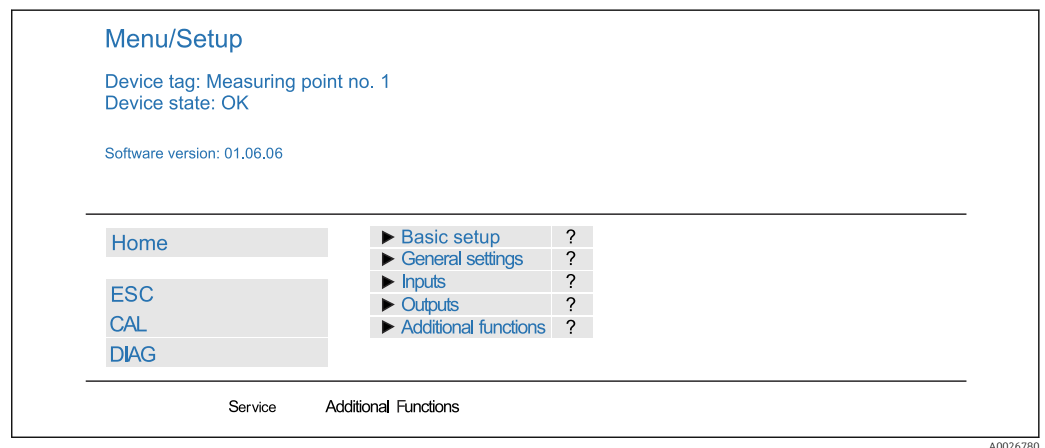 Menu/Setup
Device tag: Measuring point no. 1
Device state: OK
Software version: 01.06.06
Home
ESC
CAL
DIAG
▶ Basic setup ?
▶ General settings ?
▶ Inputs ?
▶ Outputs ?
▶ Additional functions ?
Service Additional Functions
A0026780